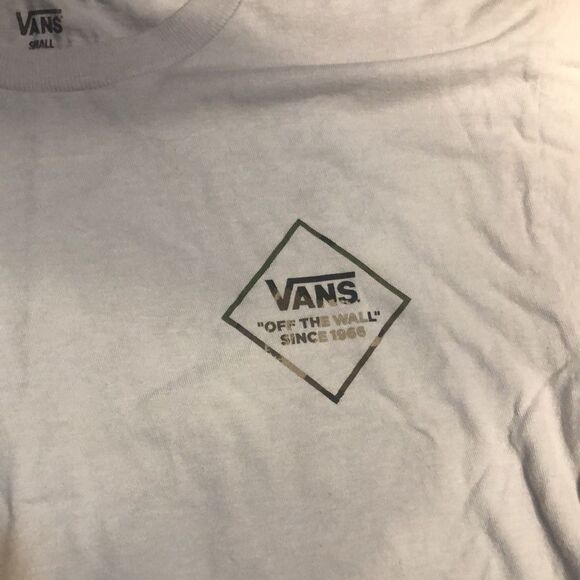 VANS
SMALL
VANS
"OFF THE WALL"
SINCE 1966